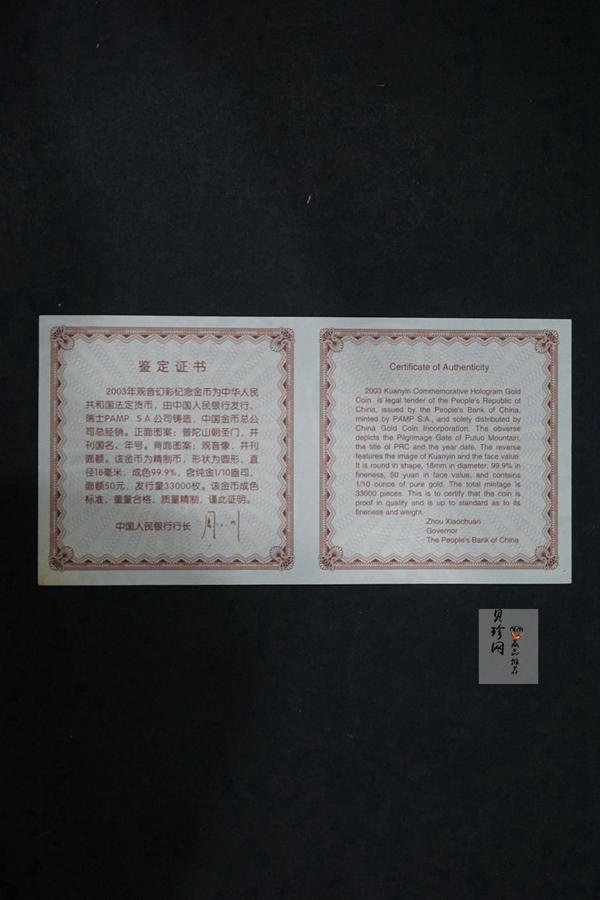 鉴定证书
2003年观音幻彩纪念金币为中华人民
共和国法定货币，由中国人民银行发行，
瑞士PAMP S.A.公司铸造，中国金币总公
司总经销。正面图案：普陀山朝圣门，并
刊国名、年号。背面图案：观音像，并刊
面额。该金币为精制币，形状为圆形，直
径18毫米，成色99.9%，含纯金1/10盎司，
面额50元，发行量33000枚。该金币成色
标准，重量合格，质量精制，谨此证明。
中国人民银行行长
Certificate of Authenticity
2003 Kuanyin Commemorative Hologram Gold
Coin, is legal tender of the People's Republic of
China, issued by the People's Bank of China,
minted by PAMP S.A., and solely distributed by
China Gold Coin Incorporation. The obverse
depicts the Pilgrimage Gate of Putuo Mountain,
the title of PRC and the year date. The reverse
features the image of Kuanyin and the face value.
It is round in shape, 18mm in diameter, 99.9% in
fineness, 50 yuan in face value, and contains
1/10 ounce of pure gold. The total mintage is
33000 pieces. This is to certify that the coin is
proof in quality and is up to standard as to its
fineness and weight.
Zhou Xiaochuan
Governor
The People's Bank of China
贝珍网
藏品推荐